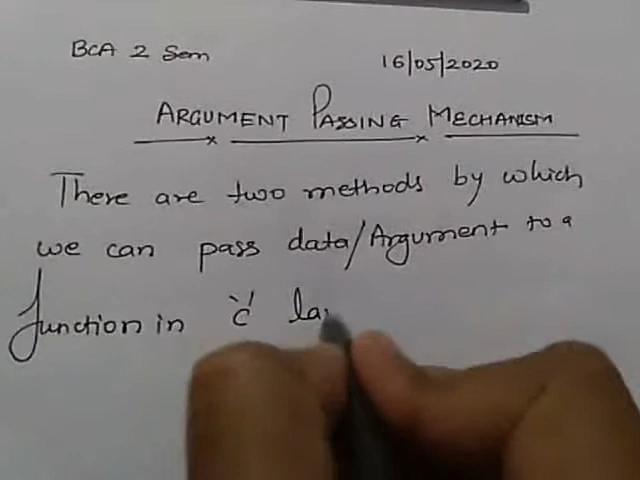 BCA 2 Sem
16/05/2020
ARGUMENT PASSING MECHANISM
There are two methods by which
we can pass data/Argument to a
function in 'c'